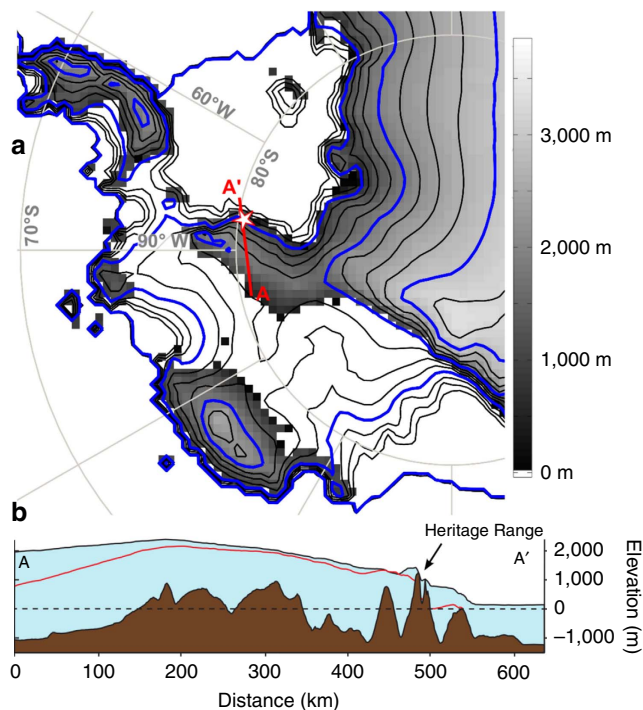 a
60°W
80°S
70°S
90° W
A'
A
3,000 m
2,000 m
1,000 m
0 m
b
Heritage Range
A
A′
2,000
1,000
0
−1,000
Elevation (m)
0
100
200
300
400
500
600
Distance (km)